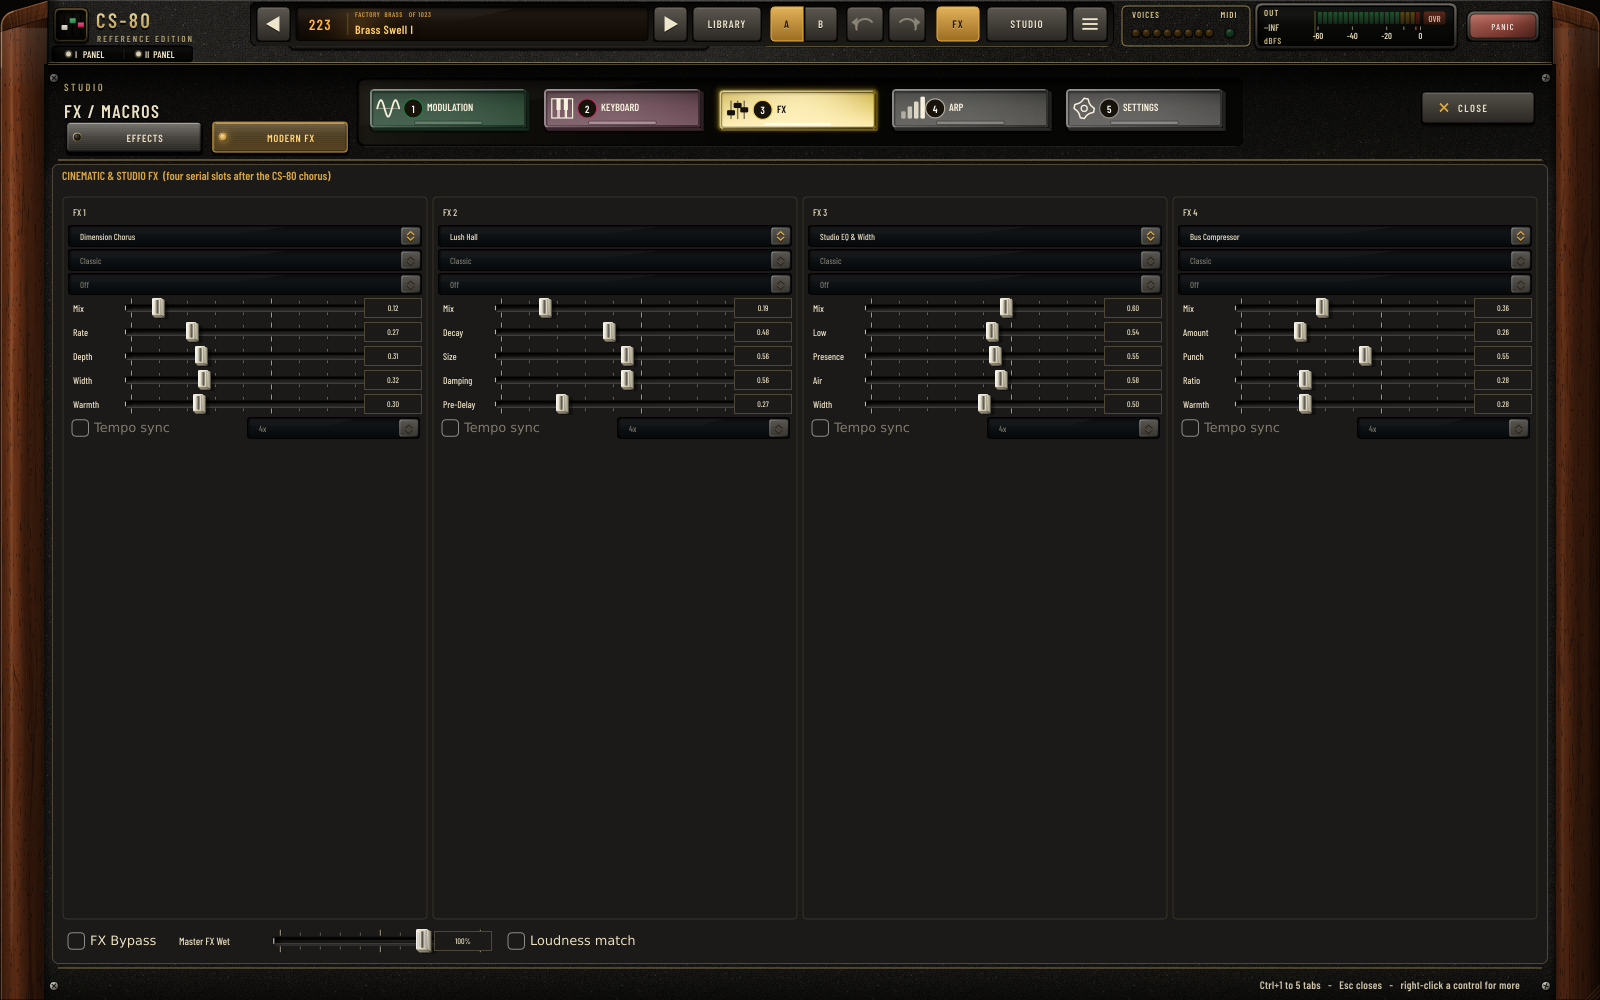 CS-80
REFERENCE EDITION
I PANEL
II PANEL
223
FACTORY BRASS OF 1023
Brass Swell I
LIBRARY
A
B
FX
STUDIO
VOICES
MIDI
OUT
-INF
dBFS
-60
-40
-20
0
OVR
PANIC
STUDIO
FX / MACROS
EFFECTS
MODERN FX
1 MODULATION
2 KEYBOARD
3 FX
4 ARP
5 SETTINGS
CLOSE
CINEMATIC & STUDIO FX (four serial slots after the CS-80 chorus)
FX 1
Dimension Chorus
Classic
Off
Mix 0.12
Rate 0.27
Depth 0.31
Width 0.32
Warmth 0.30
Tempo sync 4x
FX 2
Lush Hall
Classic
Off
Mix 0.19
Decay 0.48
Size 0.56
Damping 0.56
Pre-Delay 0.27
Tempo sync 4x
FX 3
Studio EQ & Width
Classic
Off
Mix 0.60
Low 0.54
Presence 0.55
Air 0.58
Width 0.50
Tempo sync 4x
FX 4
Bus Compressor
Classic
Off
Mix 0.36
Amount 0.26
Punch 0.55
Ratio 0.28
Warmth 0.28
Tempo sync 4x
FX Bypass
Master FX Wet
100%
Loudness match
Ctrl+1 to 5 tabs - Esc closes - right-click a control for more